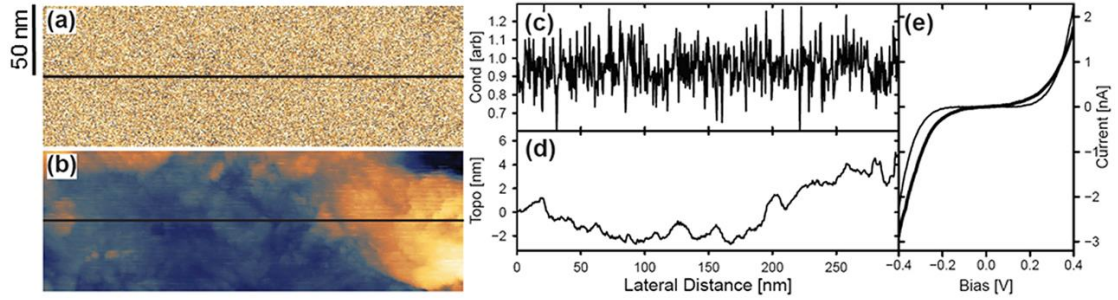 (a)
50 nm
(b)
(c)
Cond [arb]
1.2
1.1
1.0
0.9
0.8
0.7
(d)
Topo [nm]
6
4
2
0
−2
0
50
100
150
200
250
Lateral Distance [nm]
(e)
2
1
0
−1
−2
−3
Current [nA]
−0.4
−0.2
0.0
0.2
0.4
Bias [V]